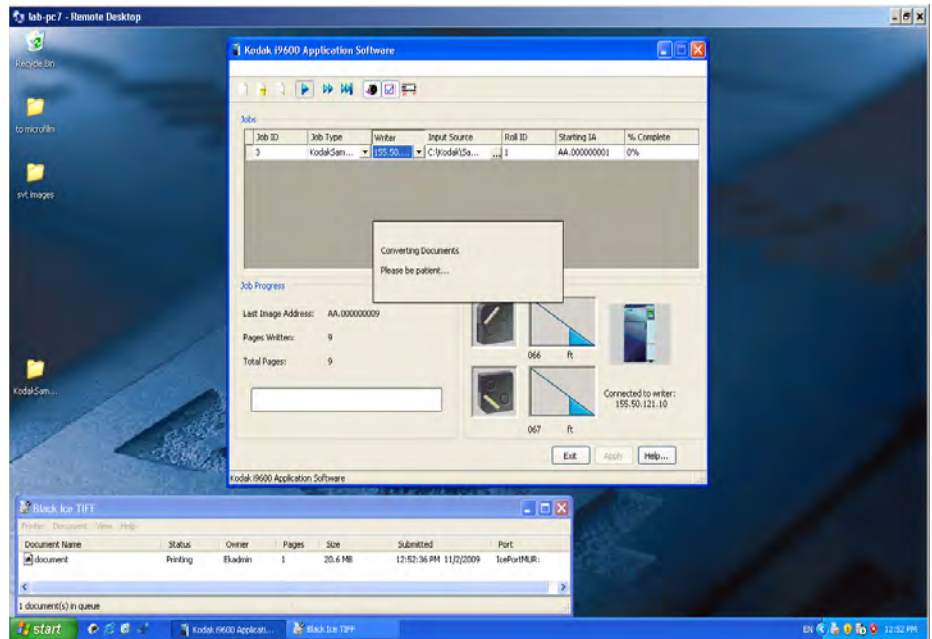 lab-pc7 - Remote Desktop
Recycle Bin
to microfilm
svt images
KodakSam...
Kodak i9600 Application Software
Jobs
Job ID Job Type Writer Input Source Roll ID Starting IA % Complete
3 KodakSam... 155.50.... C:\Kodak\Sa... ... 1 AA.000000001 0%
Converting Documents
Please be patient...
Job Progress
Last Image Address: AA.000000009
Pages Written: 9
Total Pages: 9
066 ft
067 ft
Connected to writer:
155.50.121.10
Exit Apply Help...
Kodak i9600 Application Software
Black Ice TIFF
Printer Document View Help
Document Name Status Owner Pages Size Submitted Port
document Printing Ekadmin 1 20.6 MB 12:52:36 PM 11/2/2009 IcePortMUR:
1 document(s) in queue
start Kodak i9600 Applicati... Black Ice TIFF EN 12:52 PM